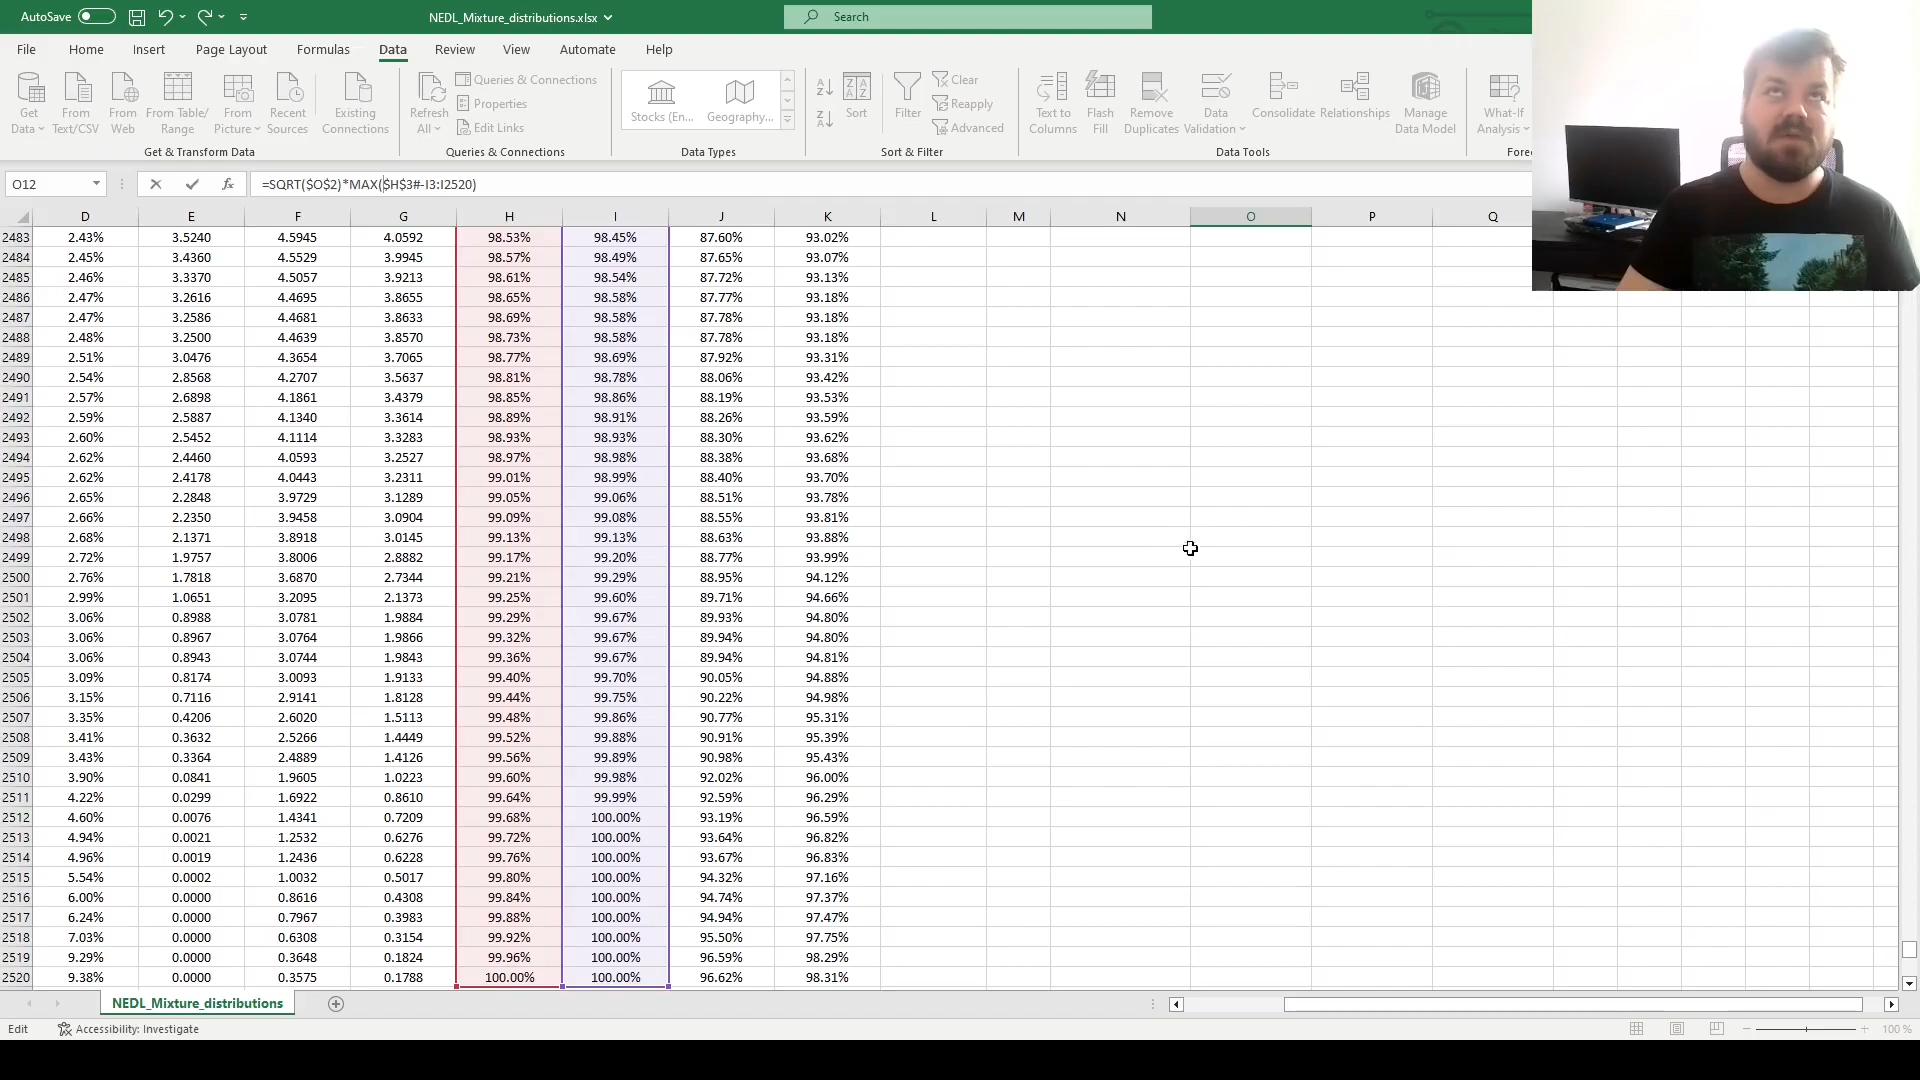 AutoSave NEDL_Mixture_distributions.xlsx Search
File Home Insert Page Layout Formulas Data Review View Automate Help
Get Data From Text/CSV From Web From Table/ Range From Picture Recent Sources Existing Connections
Get & Transform Data
Refresh All Queries & Connections Properties Edit Links
Queries & Connections
Stocks (En... Geography...
Data Types
Sort Filter Clear Reapply Advanced
Sort & Filter
Text to Columns Flash Fill Remove Duplicates Data Validation Consolidate Relationships Manage Data Model
Data Tools
What-If Analysis
Fore
O12 fx =SQRT($O$2)*MAX($H$3#-I3:I2520)
D E F G H I J K L M N O P Q
2483 2.43% 3.5240 4.5945 4.0592 98.53% 98.45% 87.60% 93.02%
2484 2.45% 3.4360 4.5529 3.9945 98.57% 98.49% 87.65% 93.07%
2485 2.46% 3.3370 4.5057 3.9213 98.61% 98.54% 87.72% 93.13%
2486 2.47% 3.2616 4.4695 3.8655 98.65% 98.58% 87.77% 93.18%
2487 2.47% 3.2586 4.4681 3.8633 98.69% 98.58% 87.78% 93.18%
2488 2.48% 3.2500 4.4639 3.8570 98.73% 98.58% 87.78% 93.18%
2489 2.51% 3.0476 4.3654 3.7065 98.77% 98.69% 87.92% 93.31%
2490 2.54% 2.8568 4.2707 3.5637 98.81% 98.78% 88.06% 93.42%
2491 2.57% 2.6898 4.1861 3.4379 98.85% 98.86% 88.19% 93.53%
2492 2.59% 2.5887 4.1340 3.3614 98.89% 98.91% 88.26% 93.59%
2493 2.60% 2.5452 4.1114 3.3283 98.93% 98.93% 88.30% 93.62%
2494 2.62% 2.4460 4.0593 3.2527 98.97% 98.98% 88.38% 93.68%
2495 2.62% 2.4178 4.0443 3.2311 99.01% 98.99% 88.40% 93.70%
2496 2.65% 2.2848 3.9729 3.1289 99.05% 99.06% 88.51% 93.78%
2497 2.66% 2.2350 3.9458 3.0904 99.09% 99.08% 88.55% 93.81%
2498 2.68% 2.1371 3.8918 3.0145 99.13% 99.13% 88.63% 93.88%
2499 2.72% 1.9757 3.8006 2.8882 99.17% 99.20% 88.77% 93.99%
2500 2.76% 1.7818 3.6870 2.7344 99.21% 99.29% 88.95% 94.12%
2501 2.99% 1.0651 3.2095 2.1373 99.25% 99.60% 89.71% 94.66%
2502 3.06% 0.8988 3.0781 1.9884 99.29% 99.67% 89.93% 94.80%
2503 3.06% 0.8967 3.0764 1.9866 99.32% 99.67% 89.94% 94.80%
2504 3.06% 0.8943 3.0744 1.9843 99.36% 99.67% 89.94% 94.81%
2505 3.09% 0.8174 3.0093 1.9133 99.40% 99.70% 90.05% 94.88%
2506 3.15% 0.7116 2.9141 1.8128 99.44% 99.75% 90.22% 94.98%
2507 3.35% 0.4206 2.6020 1.5113 99.48% 99.86% 90.77% 95.31%
2508 3.41% 0.3632 2.5266 1.4449 99.52% 99.88% 90.91% 95.39%
2509 3.43% 0.3364 2.4889 1.4126 99.56% 99.89% 90.98% 95.43%
2510 3.90% 0.0841 1.9605 1.0223 99.60% 99.98% 92.02% 96.00%
2511 4.22% 0.0299 1.6922 0.8610 99.64% 99.99% 92.59% 96.29%
2512 4.60% 0.0076 1.4341 0.7209 99.68% 100.00% 93.19% 96.59%
2513 4.94% 0.0021 1.2532 0.6276 99.72% 100.00% 93.64% 96.82%
2514 4.96% 0.0019 1.2436 0.6228 99.76% 100.00% 93.67% 96.83%
2515 5.54% 0.0002 1.0032 0.5017 99.80% 100.00% 94.32% 97.16%
2516 6.00% 0.0000 0.8616 0.4308 99.84% 100.00% 94.74% 97.37%
2517 6.24% 0.0000 0.7967 0.3983 99.88% 100.00% 94.94% 97.47%
2518 7.03% 0.0000 0.6308 0.3154 99.92% 100.00% 95.50% 97.75%
2519 9.29% 0.0000 0.3648 0.1824 99.96% 100.00% 96.59% 98.29%
2520 9.38% 0.0000 0.3575 0.1788 100.00% 100.00% 96.62% 98.31%
NEDL_Mixture_distributions
Edit Accessibility: Investigate 100 %